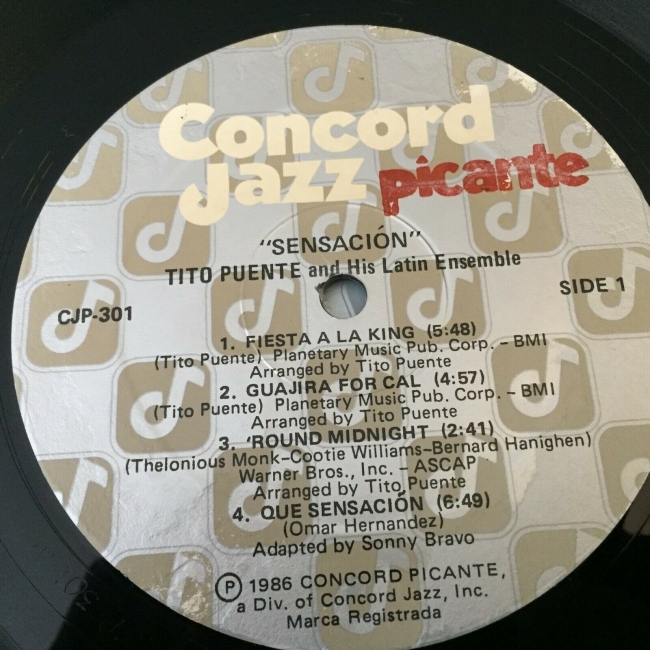 Concord
Jazz picante
"SENSACIÓN"
TITO PUENTE and His Latin Ensemble
CJP-301
SIDE 1
1. FIESTA A LA KING (5:48)
(Tito Puente) Planetary Music Pub. Corp. – BMI
Arranged by Tito Puente
2. GUAJIRA FOR CAL (4:57)
(Tito Puente) Planetary Music Pub. Corp. – BMI
Arranged by Tito Puente
3. 'ROUND MIDNIGHT (2:41)
(Thelonious Monk–Cootie Williams–Bernard Hanighen)
Warner Bros., Inc. – ASCAP
Arranged by Tito Puente
4. QUE SENSACIÓN (6:49)
(Omar Hernandez)
Adapted by Sonny Bravo
Ⓟ 1986 CONCORD PICANTE,
a Div. of Concord Jazz, Inc.
Marca Registrada